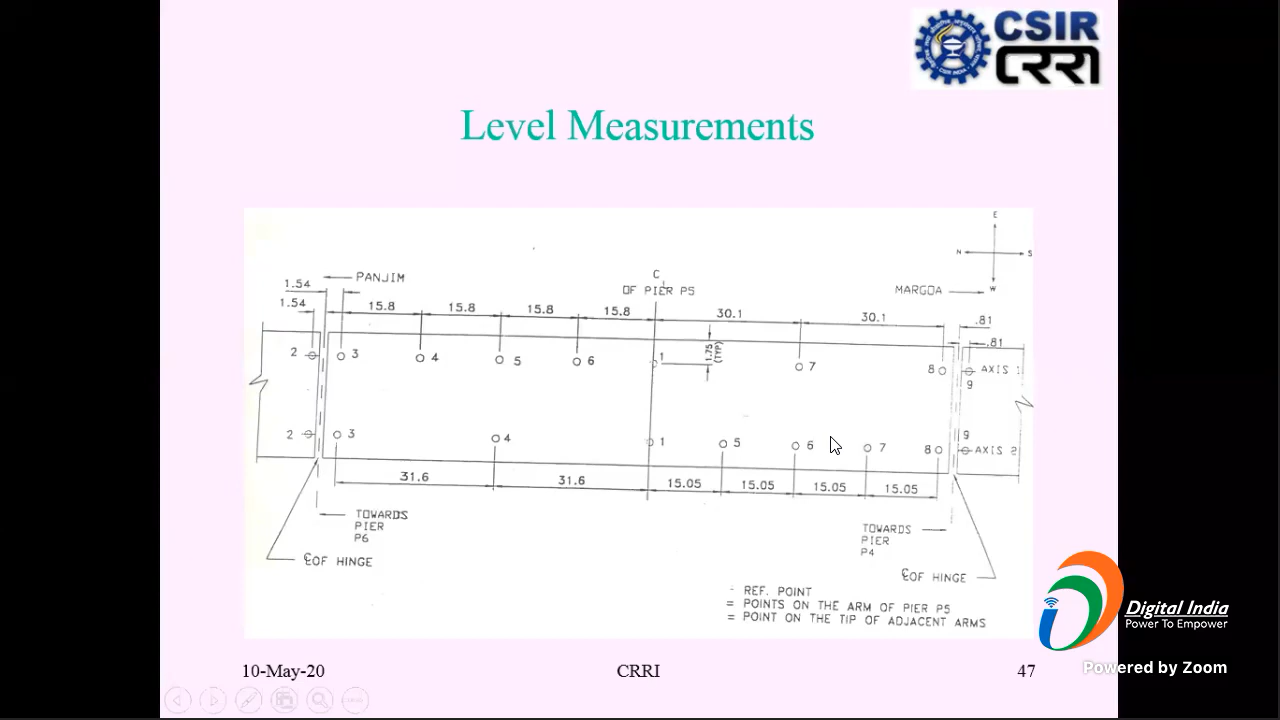 CSIR
CRRI
Level Measurements
E
N S
W
PANJIM
C
OF PIER P5
MARGOA
1.54
1.54
15.8 15.8 15.8 15.8 30.1 30.1 .81
.81
1.75
(TYP)
2 3 4 5 6 1 7 8 9 AXIS 1
2 3 4 1 5 6 7 8 9 AXIS 2
31.6 31.6 15.05 15.05 15.05 15.05
TOWARDS
PIER
P6
TOWARDS
PIER
P4
℄ OF HINGE
℄ OF HINGE
- REF. POINT
= POINTS ON THE ARM OF PIER P5
= POINT ON THE TIP OF ADJACENT ARMS
Digital India
Power To Empower
10-May-20 CRRI 47
Powered by Zoom